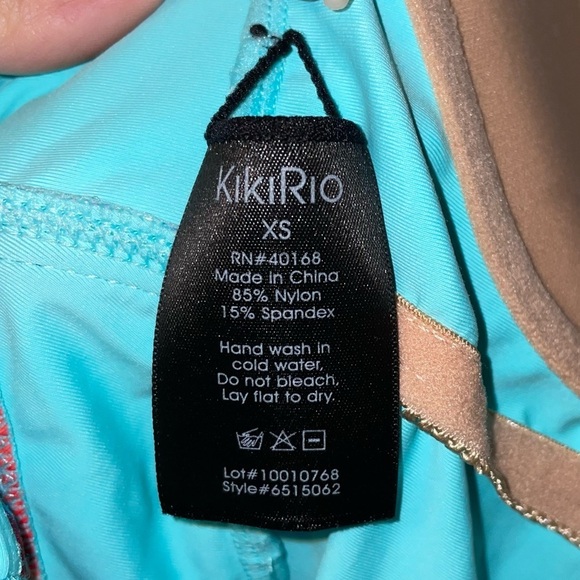 KikiRio
XS
RN#40168
Made in China
85% Nylon
15% Spandex
Hand wash in
cold water,
Do not bleach,
Lay flat to dry.
Lot#10010768
Style#6515062